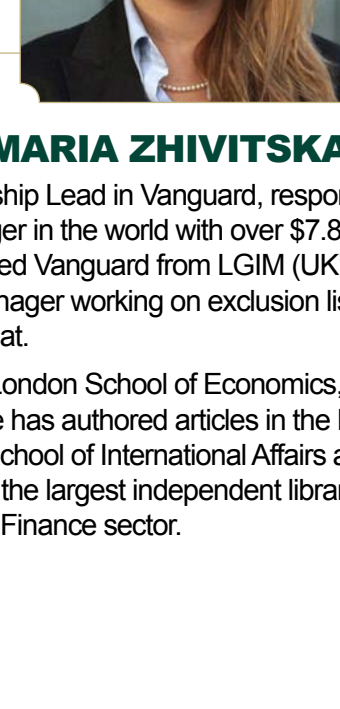 MARIA ZHIVITSKA
ship Lead in Vanguard, respon
ger in the world with over $7.8
ed Vanguard from LGIM (UK
nager working on exclusion lis
at.
London School of Economics,
e has authored articles in the
chool of International Affairs a
the largest independent librar
Finance sector.